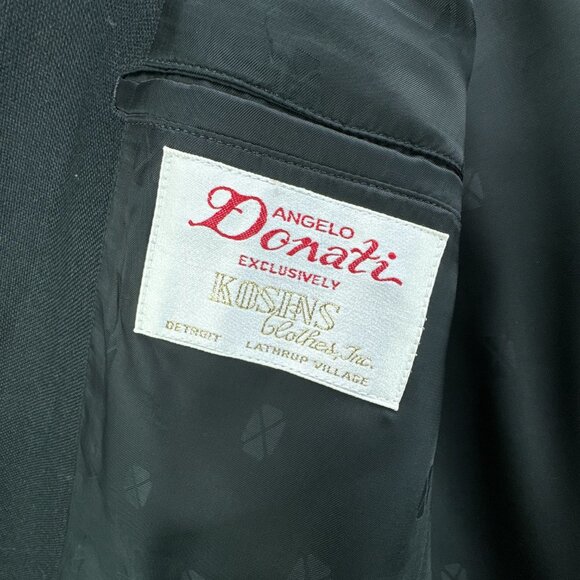 ANGELO
Donati
EXCLUSIVELY
KOSINS
Clothes, Inc.
DETROIT LATHRUP VILLAGE